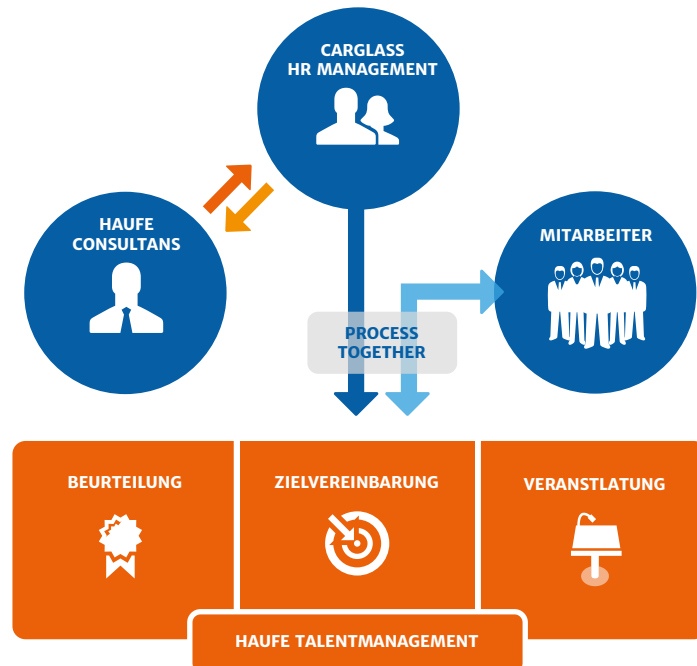 CARGLASS
HR MANAGEMENT
HAUFE
CONSULTANS
MITARBEITER
PROCESS
TOGETHER
BEURTEILUNG
ZIELVEREINBARUNG
VERANSTLATUNG
HAUFE TALENTMANAGEMENT